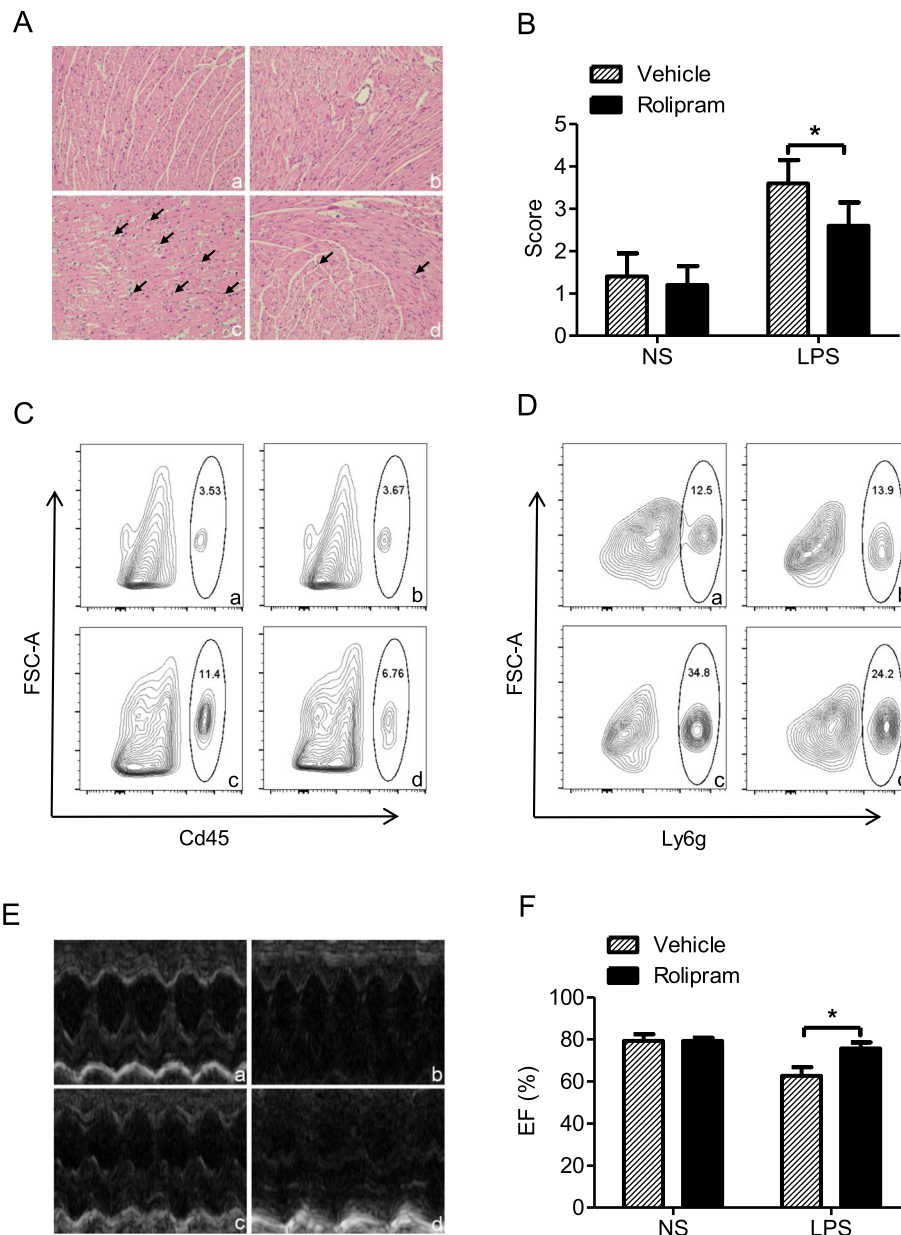 A
a
b
c
d
B
Vehicle
Rolipram
5
4
3
2
1
0
Score
*
NS
LPS
C
3.53
a
3.67
b
11.4
c
6.76
d
FSC-A
Cd45
D
12.5
a
13.9
b
34.8
c
24.2
FSC-A
Ly6g
E
a
b
c
d
F
Vehicle
Rolipram
100
80
60
40
20
0
EF (%)
*
NS
LPS